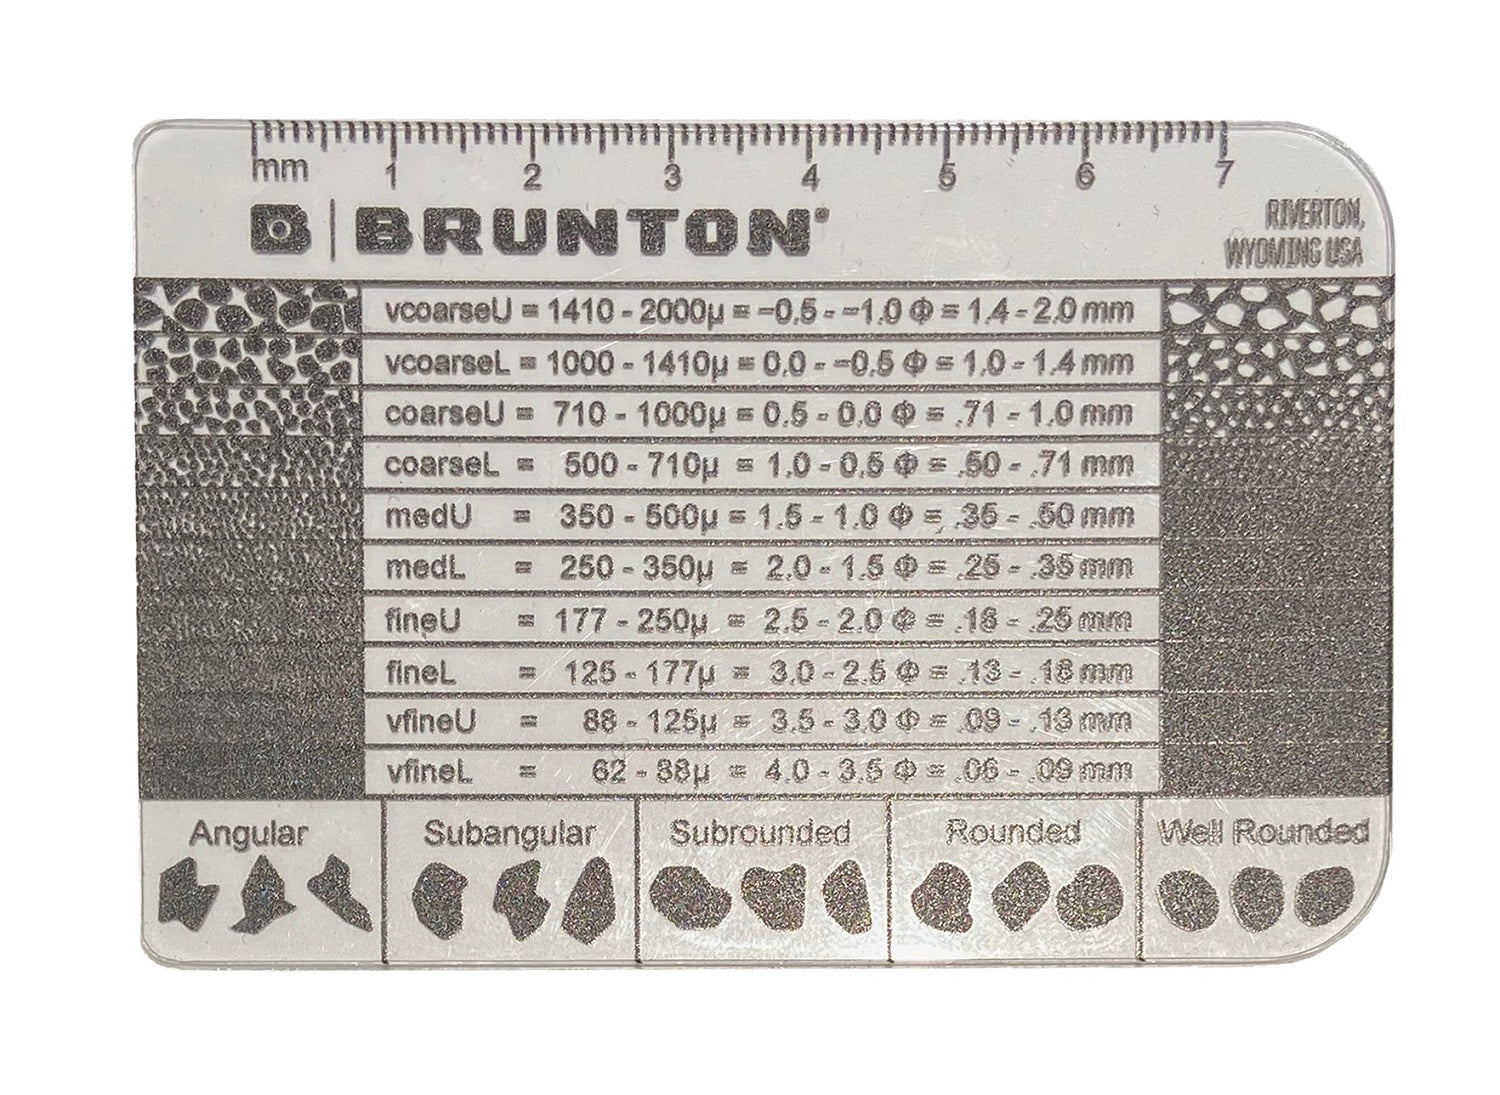 mm 1 2 3 4 5 6 7
B | BRUNTON®
RIVERTON,
WYOMING USA
vcoarseU = 1410 - 2000μ = -0.5 - -1.0 Φ = 1.4 - 2.0 mm
vcoarseL = 1000 - 1410μ = 0.0 - -0.5 Φ = 1.0 - 1.4 mm
coarseU = 710 - 1000μ = 0.5 - 0.0 Φ = .71 - 1.0 mm
coarseL = 500 - 710μ = 1.0 - 0.5 Φ = .50 - .71 mm
medU = 350 - 500μ = 1.5 - 1.0 Φ = .35 - .50 mm
medL = 250 - 350μ = 2.0 - 1.5 Φ = .25 - .35 mm
fineU = 177 - 250μ = 2.5 - 2.0 Φ = .18 - .25 mm
fineL = 125 - 177μ = 3.0 - 2.5 Φ = .13 - .18 mm
vfineU = 88 - 125μ = 3.5 - 3.0 Φ = .09 - .13 mm
vfineL = 62 - 88μ = 4.0 - 3.5 Φ = .06 - .09 mm
Angular Subangular Subrounded Rounded Well Rounded